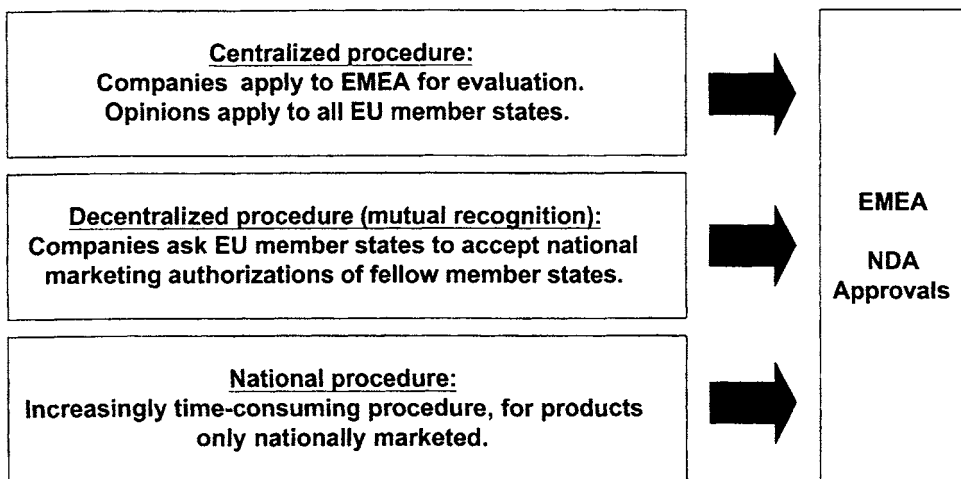 Centralized procedure:
Companies apply to EMEA for evaluation.
Opinions apply to all EU member states.
Decentralized procedure (mutual recognition):
Companies ask EU member states to accept national
marketing authorizations of fellow member states.
National procedure:
Increasingly time-consuming procedure, for products
only nationally marketed.
EMEA
NDA
Approvals